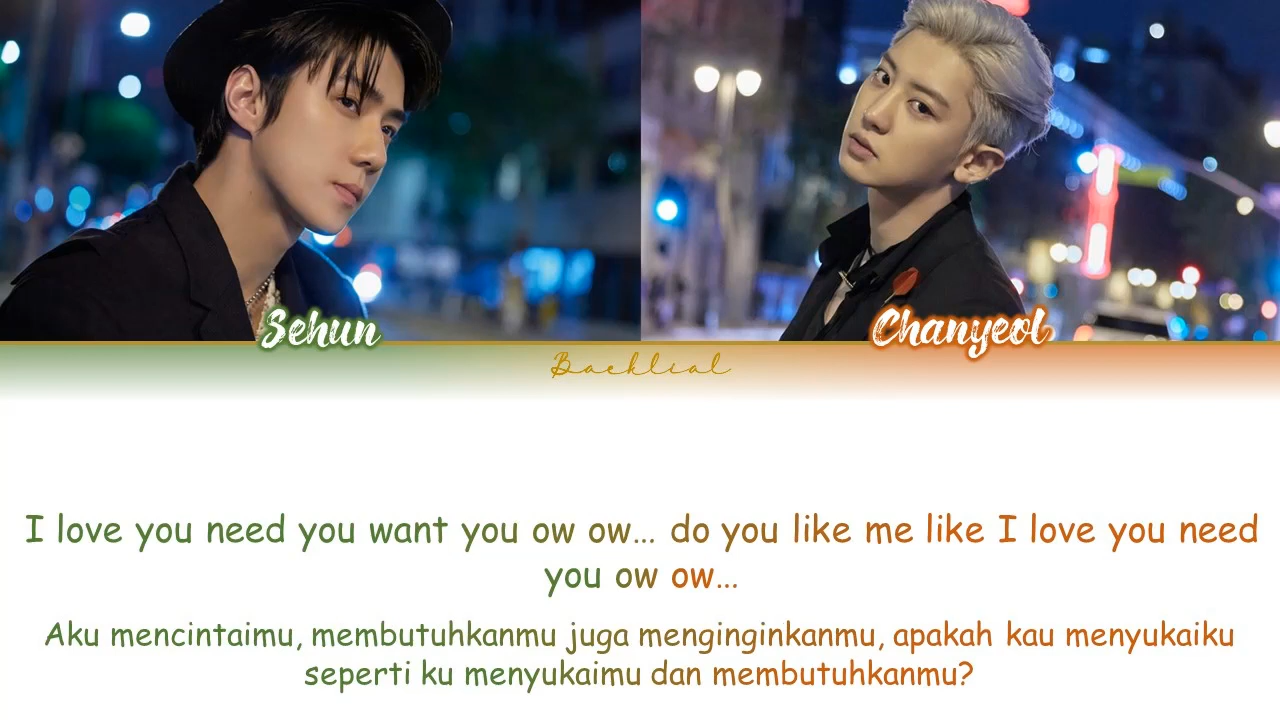 Sehun
Chanyeol
Baeklial
I love you need you want you ow ow... do you like me like I love you need
you ow ow...
Aku mencintaimu, membutuhkanmu juga menginginkanmu, apakah kau menyukaiku
seperti ku menyukaimu dan membutuhkanmu?